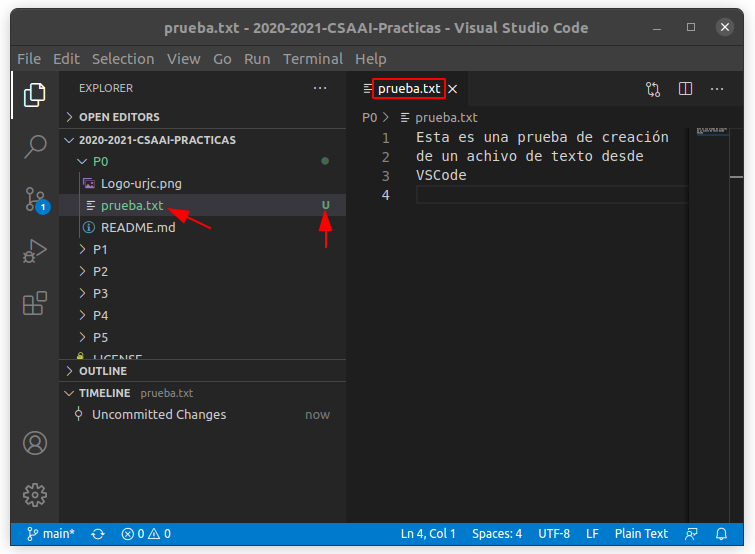 prueba.txt - 2020-2021-CSAAI-Practicas - Visual Studio Code
File Edit Selection View Go Run Terminal Help
EXPLORER
OPEN EDITORS
2020-2021-CSAAI-PRACTICAS
P0
Logo-urjc.png
prueba.txt U
README.md
P1
P2
P3
P4
P5
LICENSE
OUTLINE
TIMELINE prueba.txt
Uncommitted Changes now
1
prueba.txt
P0 > prueba.txt
1 Esta es una prueba de creación
2 de un achivo de texto desde
3 VSCode
4
main* 0 0 Ln 4, Col 1 Spaces: 4 UTF-8 LF Plain Text